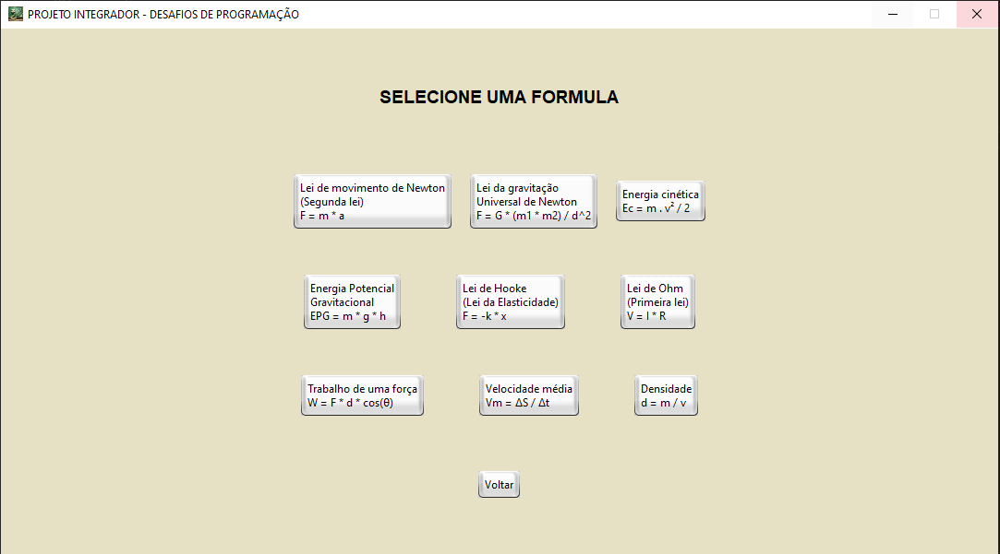 PROJETO INTEGRADOR - DESAFIOS DE PROGRAMAÇÃO
SELECIONE UMA FORMULA
Lei de movimento de Newton
(Segunda lei)
F = m * a
Lei da gravitação
Universal de Newton
F = G * (m1 * m2) / d^2
Energia cinética
Ec = m . v² / 2
Energia Potencial
Gravitacional
EPG = m * g * h
Lei de Hooke
(Lei da Elasticidade)
F = -k * x
Lei de Ohm
(Primeira lei)
V = I * R
Trabalho de uma força
W = F * d * cos(θ)
Velocidade média
Vm = ΔS / Δt
Densidade
d = m / v
Voltar